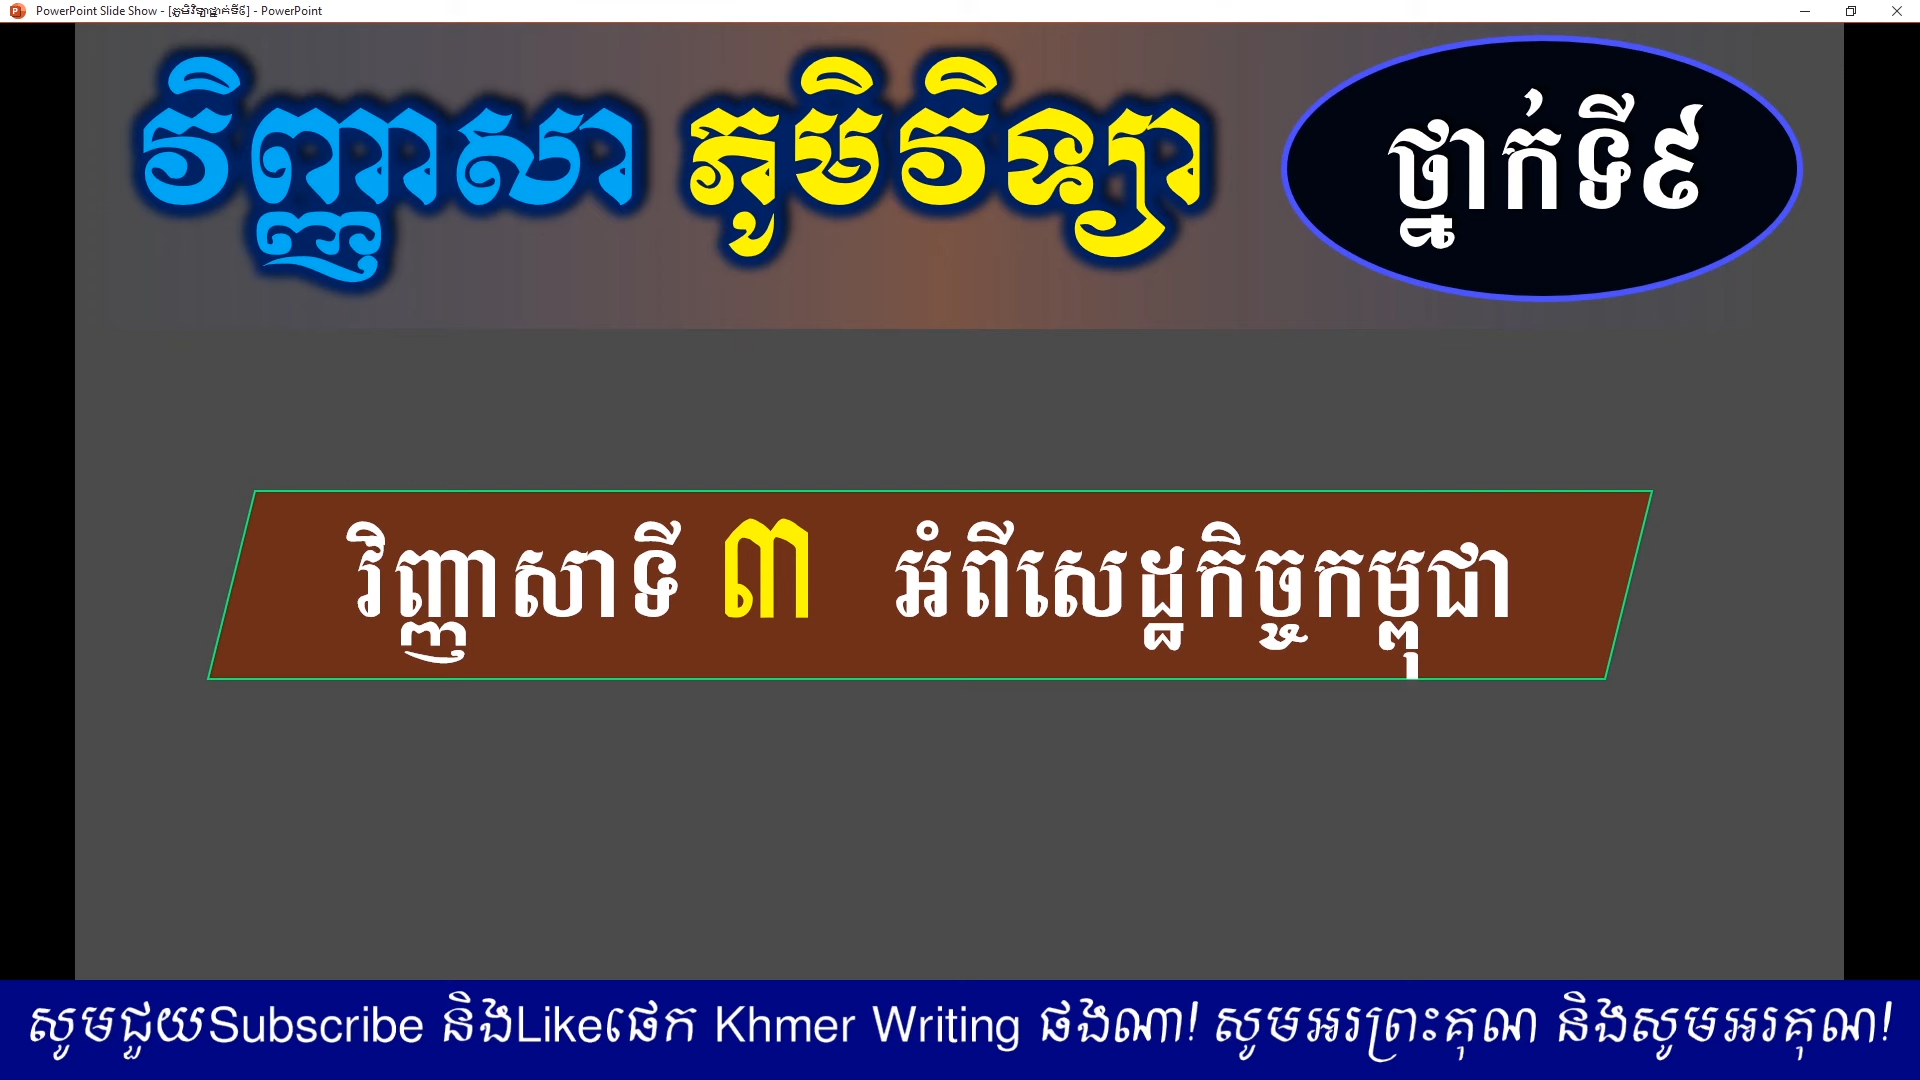 PowerPoint Slide Show - [ភូមិវិទ្យាថ្នាក់ទី៩] - PowerPoint
វិញ្ញាសា ភូមិវិទ្យា ថ្នាក់ទី៩
វិញ្ញាសាទី ៣ អំពីសេដ្ឋកិច្ចកម្ពុជា
សូមជួយSubscribe និងLikeផេក Khmer Writing ផងណា! សូមអរព្រះគុណ និងសូមអរគុណ!